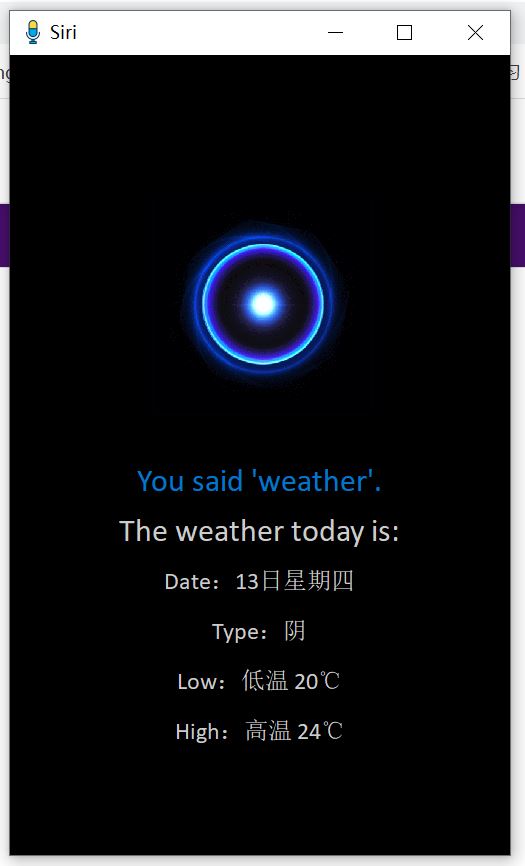 Siri
You said 'weather'.
The weather today is:
Date：13日星期四
Type：阴
Low：低温 20℃
High：高温 24℃